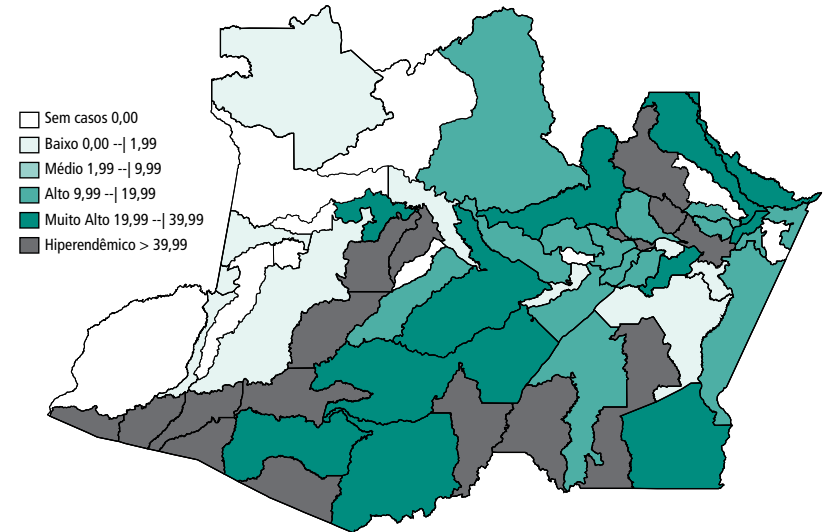 Sem casos 0,00
Baixo 0,00 --| 1,99
Médio 1,99 --| 9,99
Alto 9,99 --| 19,99
Muito Alto 19,99 --| 39,99
Hiperendêmico > 39,99